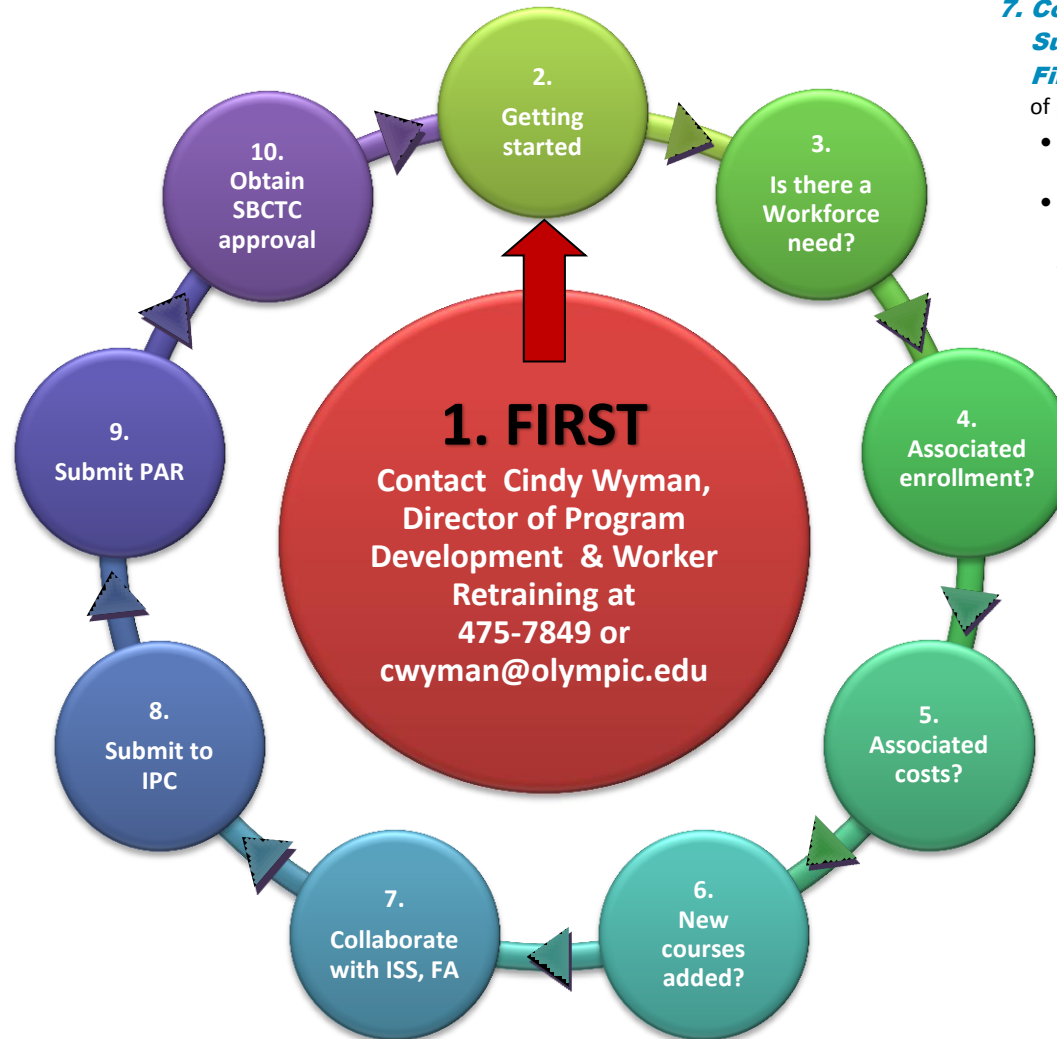 1. FIRST
Contact Cindy Wyman,
Director of Program
Development & Worker
Retraining at
475-7849 or
cwyman@olympic.edu
2.
Getting
started
3.
Is there a
Workforce
need?
4.
Associated
enrollment?
5.
Associated
costs?
6.
New
courses
added?
7.
Collaborate
with ISS, FA
8.
Submit to
IPC
9.
Submit PAR
10.
Obtain
SBCTC
approval
7.
of
•
•